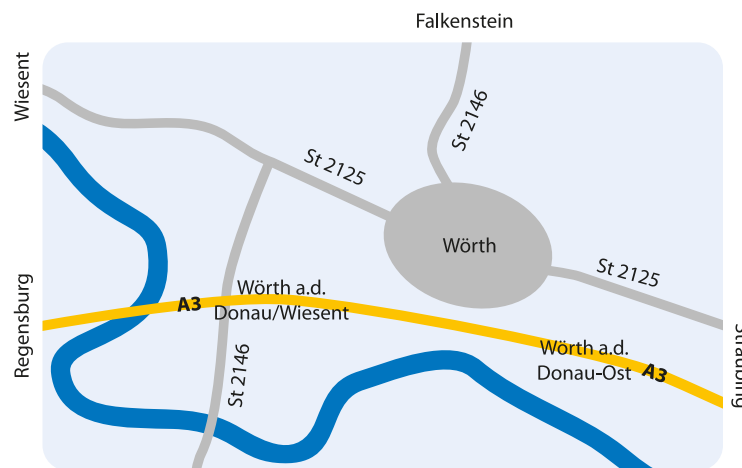 Falkenstein
Wiesent
St 2146
St 2125
Wörth
St 2125
Regensburg
Wörth a.d.
Donau/Wiesent
A3
St 2146
Wörth a.d.
Donau-Ost
A3
Straubing